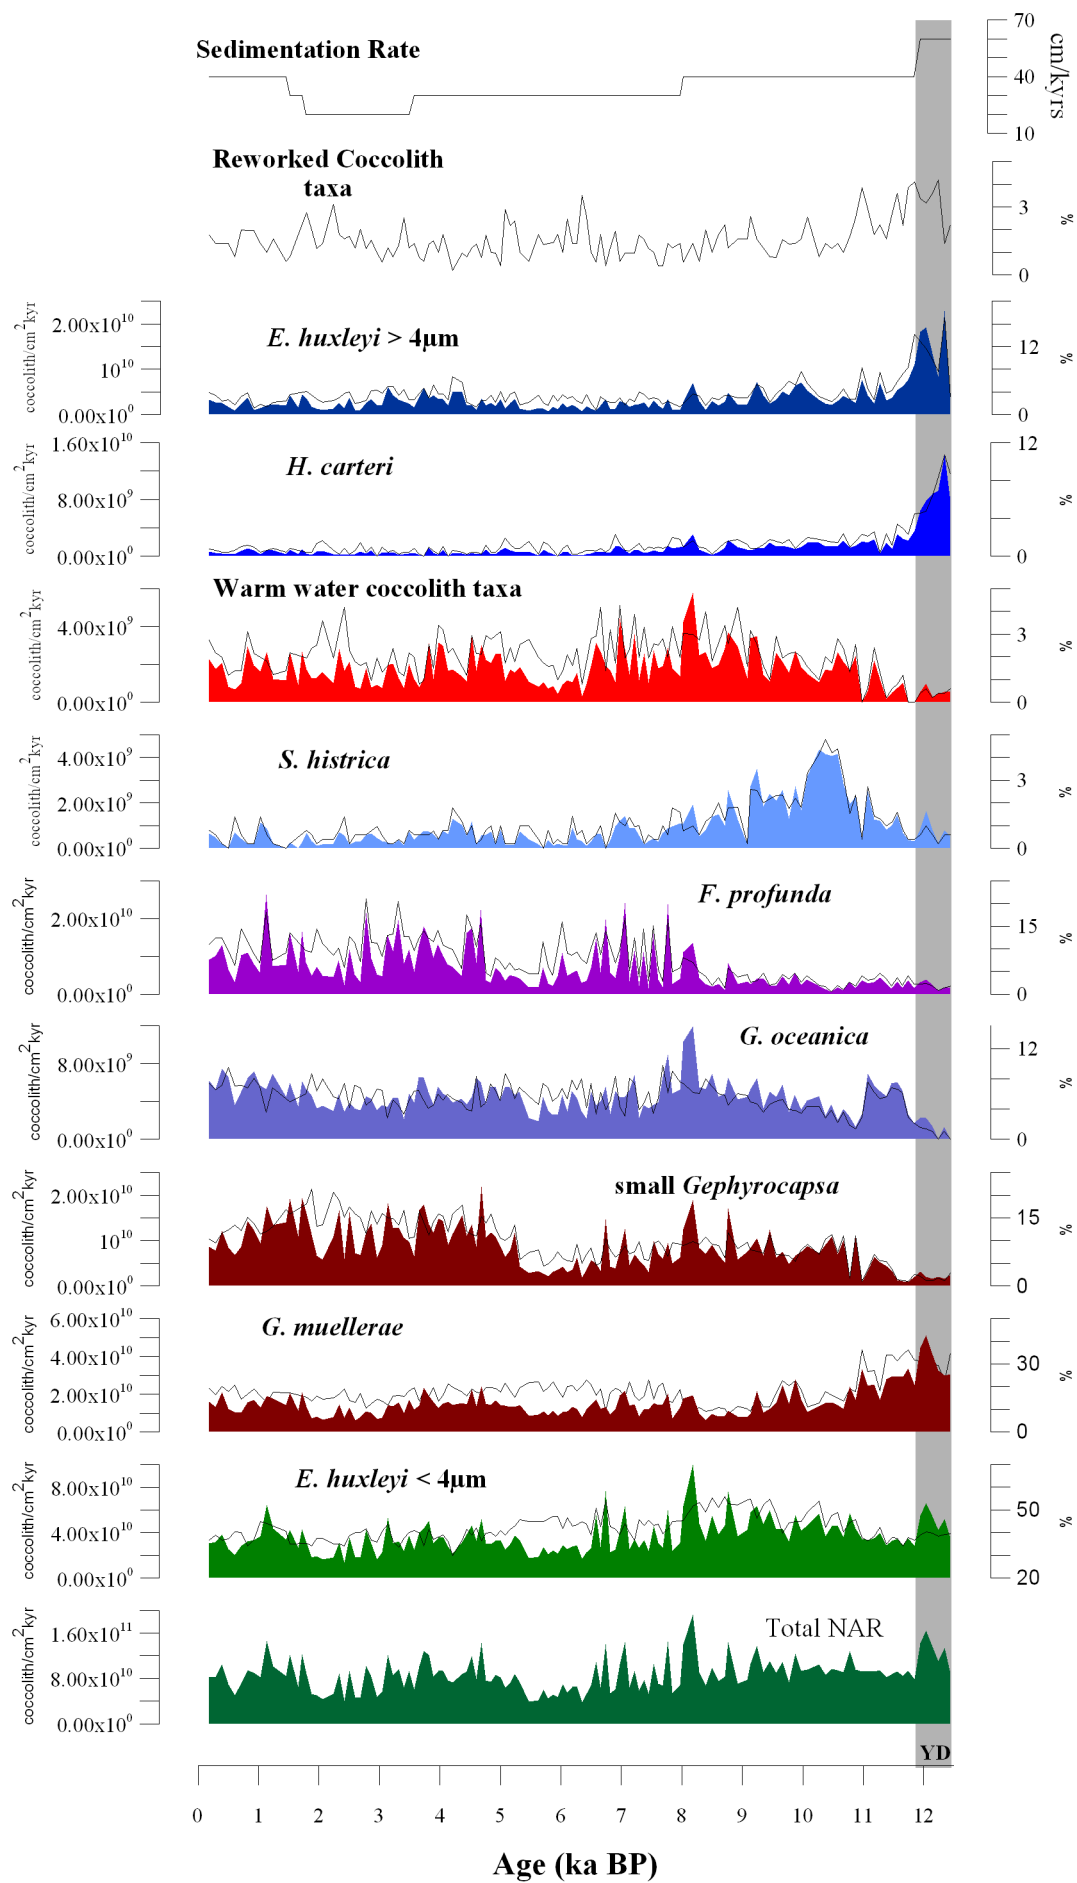 Sedimentation Rate
70
40
10
cm/kyrs
Reworked Coccolith
taxa
3
0
%
coccolith/cm²kyr
2.00x10¹⁰
10¹⁰
0.00x10⁰
E. huxleyi > 4µm
12
0
%
coccolith/cm²kyr
1.60x10¹⁰
8.00x10⁹
0.00x10⁰
H. carteri
12
0
%
coccolith/cm²kyr
4.00x10⁹
0.00x10⁰
Warm water coccolith taxa
3
0
%
coccolith/cm²kyr
4.00x10⁹
2.00x10⁹
0.00x10⁰
S. histrica
3
0
%
coccolith/cm²kyr
2.00x10¹⁰
0.00x10⁰
F. profunda
15
0
%
coccolith/cm²kyr
8.00x10⁹
0.00x10⁰
G. oceanica
12
0
%
coccolith/cm²kyr
2.00x10¹⁰
10¹⁰
0.00x10⁰
small Gephyrocapsa
15
0
%
coccolith/cm²kyr
6.00x10¹⁰
4.00x10¹⁰
2.00x10¹⁰
0.00x10⁰
G. muellerae
30
0
%
coccolith/cm²kyr
8.00x10¹⁰
4.00x10¹⁰
0.00x10⁰
E. huxleyi < 4µm
50
20
%
coccolith/cm²kyr
1.60x10¹¹
8.00x10¹⁰
0.00x10⁰
Total NAR
YD
0 1 2 3 4 5 6 7 8 9 10 11 12
Age (ka BP)